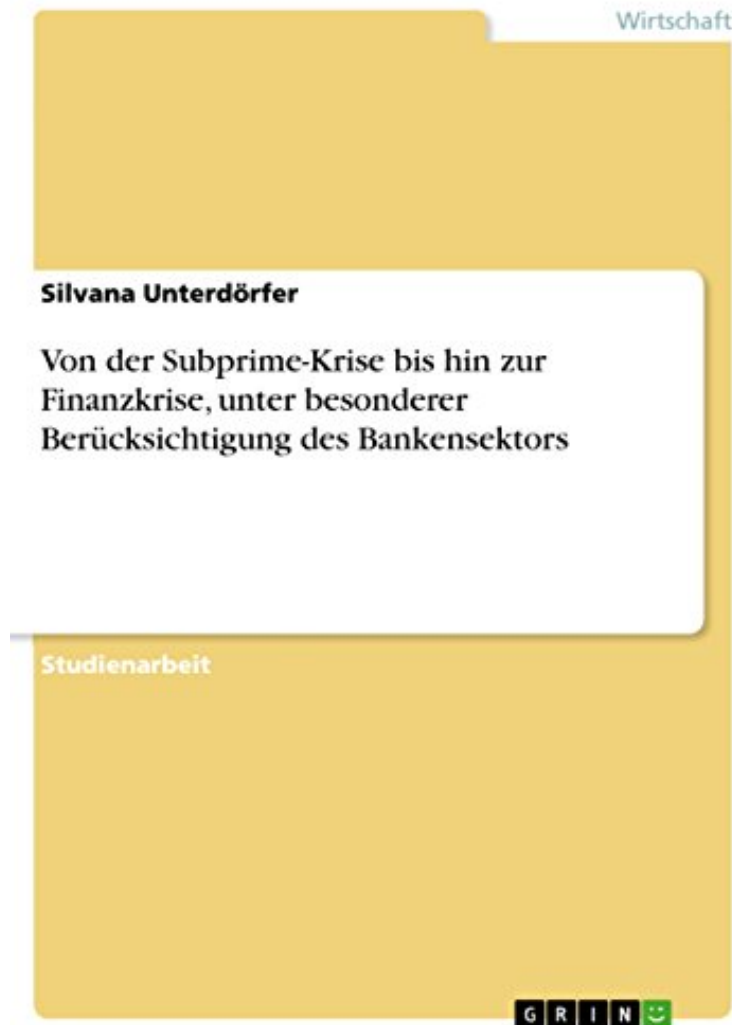 Wirtschaft
Silvana Unterdörfer
Von der Subprime-Krise bis hin zur
Finanzkrise, unter besonderer
Berücksichtigung des Bankensektors
Studienarbeit
GRIN